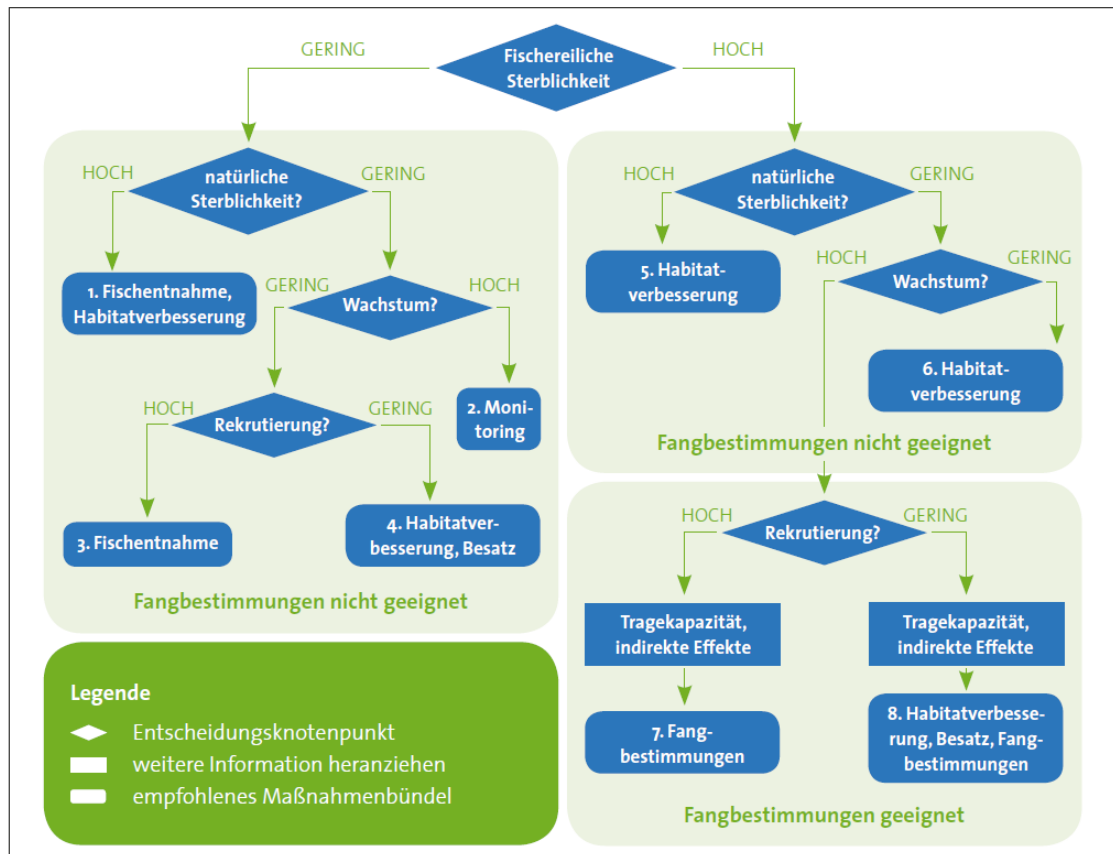 GERING
Fischereiliche
Sterblichkeit
HOCH
HOCH
natürliche
Sterblichkeit?
GERING
1. Fischentnahme,
Habitatverbesserung
GERING
Wachstum?
HOCH
2. Moni-
toring
HOCH
Rekrutierung?
GERING
3. Fischentnahme
4. Habitatver-
besserung, Besatz
Fangbestimmungen nicht geeignet
HOCH
natürliche
Sterblichkeit?
GERING
5. Habitat-
verbesserung
HOCH
Wachstum?
GERING
6. Habitat-
verbesserung
Fangbestimmungen nicht geeignet
HOCH
Rekrutierung?
GERING
Tragekapazität,
indirekte Effekte
Tragekapazität,
indirekte Effekte
7. Fang-
bestimmungen
8. Habitatverbesse-
rung, Besatz, Fang-
bestimmungen
Fangbestimmungen geeignet
Legende
Entscheidungsknotenpunkt
weitere Information heranziehen
empfohlenes Maßnahmenbündel